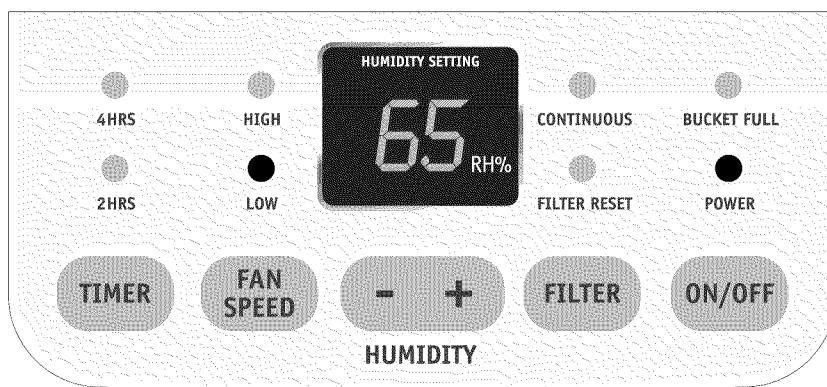 HUMIDITY SETTING
65 RH%
4HRS
HIGH
CONTINUOUS
BUCKET FULL
2HRS
LOW
FILTER RESET
POWER
TIMER
FAN
SPEED
- +
FILTER
ON/OFF
HUMIDITY